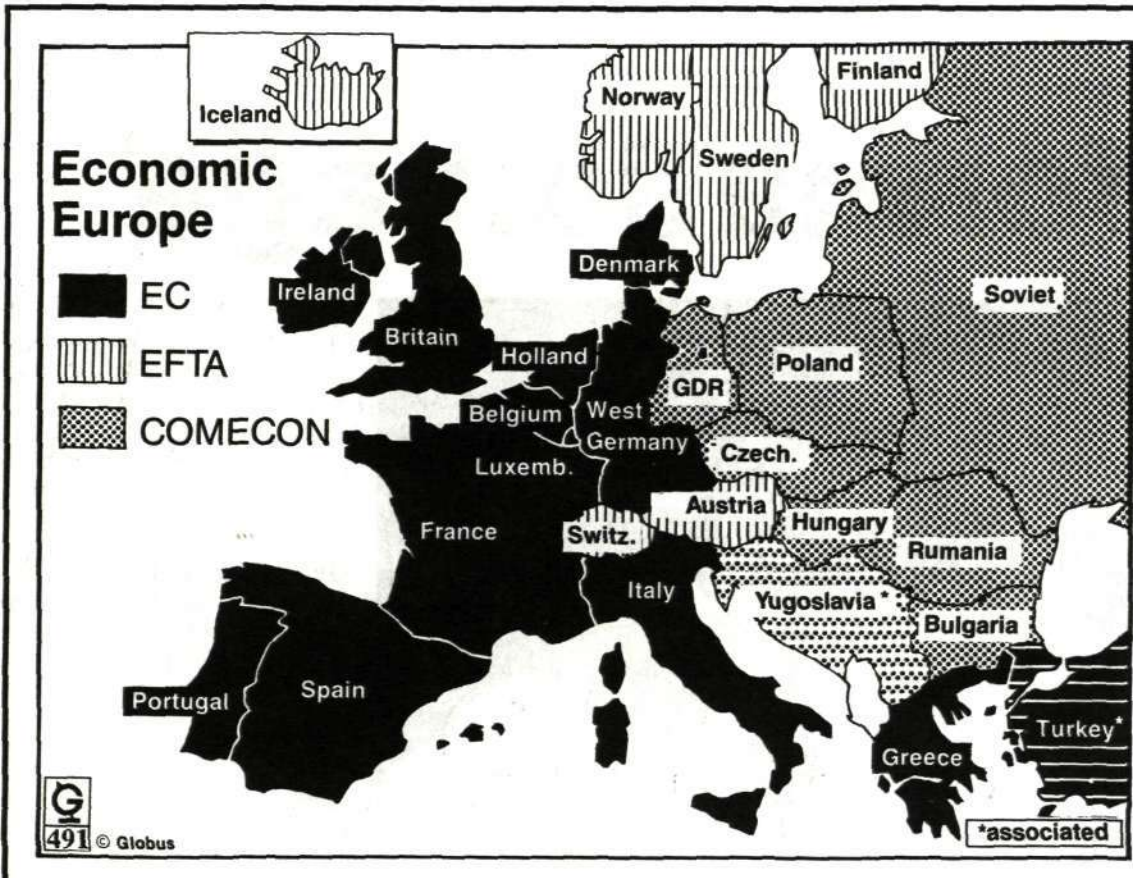 Iceland
Economic
Europe
EC
EFTA
COMECON
Norway
Sweden
Finland
Denmark
Ireland
Britain
Holland
Belgium
West
Germany
Luxemb.
GDR
Poland
Soviet
Czech.
France
Switz.
Austria
Hungary
Rumania
Italy
Yugoslavia *
Bulgaria
Portugal
Spain
Greece
Turkey*
G
491 © Globus
*associated